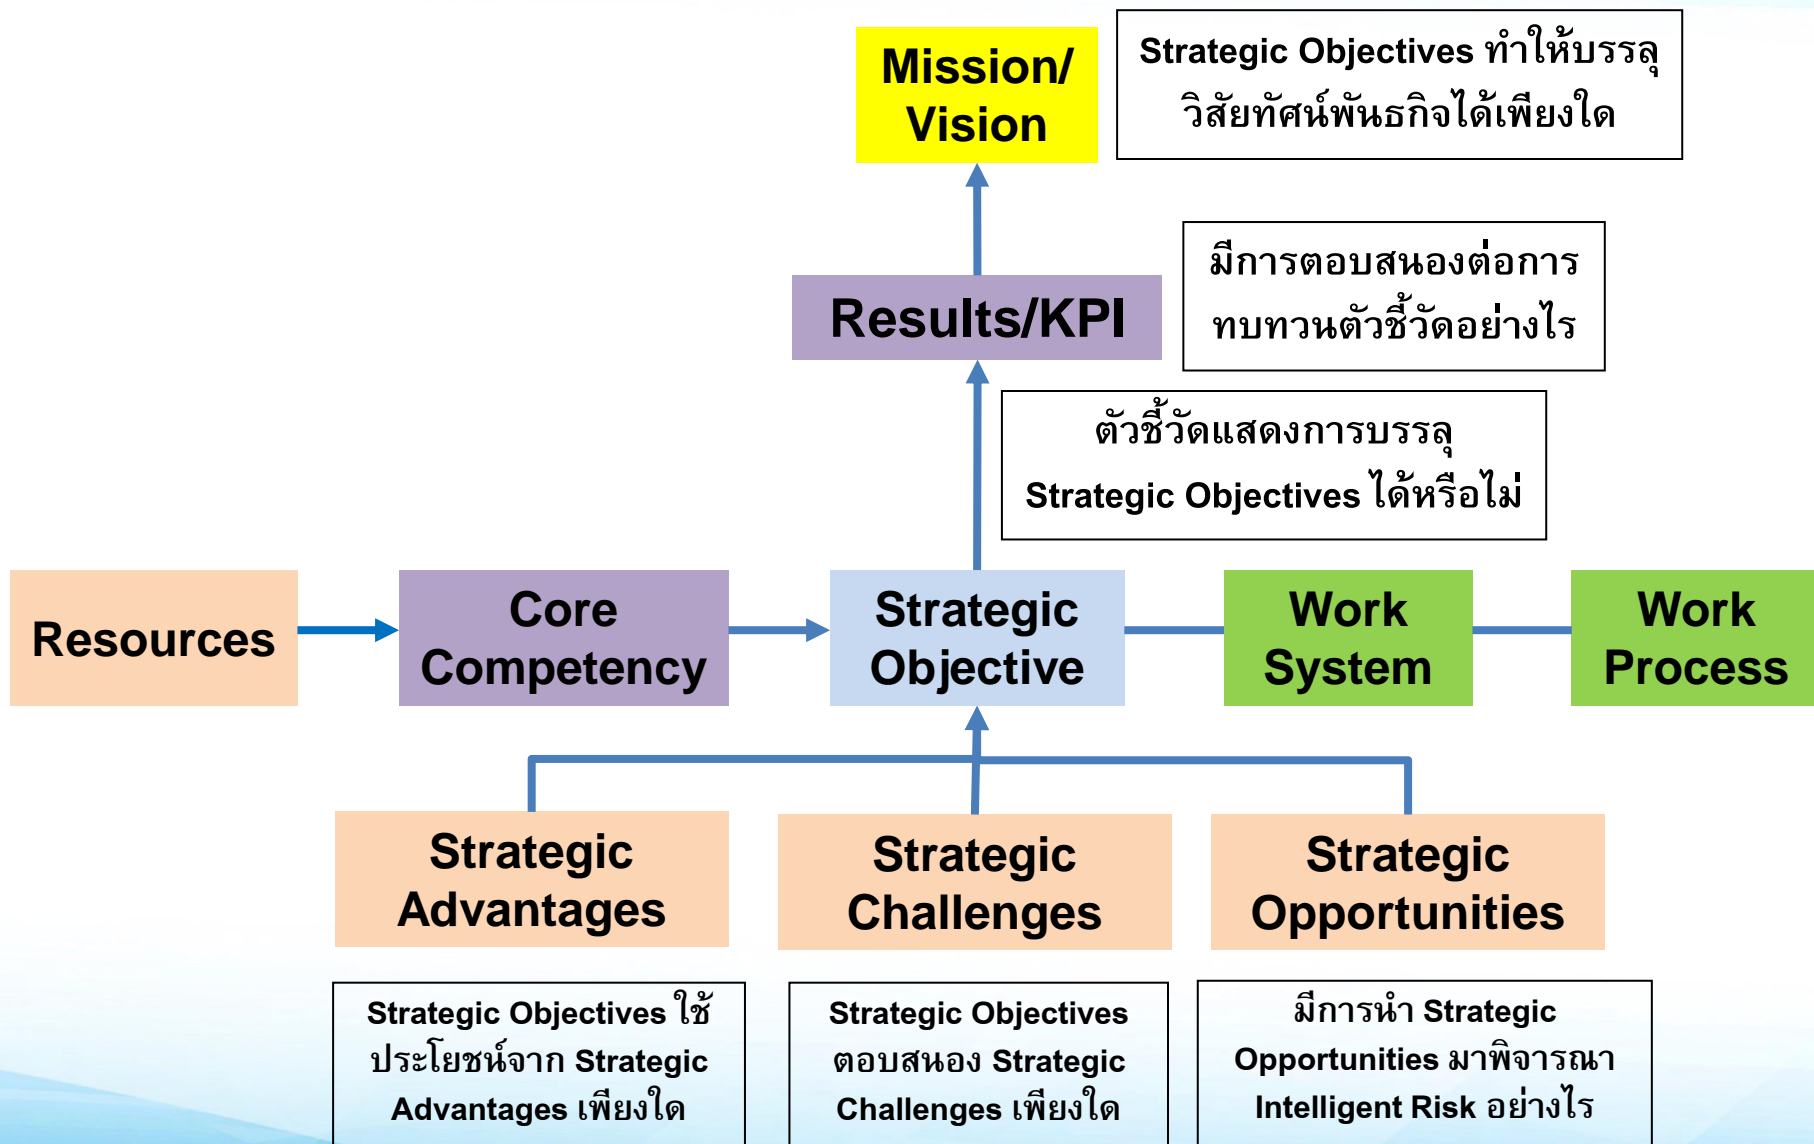 Mission/
Vision
Strategic Objectives ทำให้บรรลุ
วิสัยทัศน์พันธกิจได้เพียงใด
Results/KPI
มีการตอบสนองต่อการ
ทบทวนตัวชี้วัดอย่างไร
ตัวชี้วัดแสดงการบรรลุ
Strategic Objectives ได้หรือไม่
Resources
Core
Competency
Strategic
Objective
Work
System
Work
Process
Strategic
Advantages
Strategic
Challenges
Strategic
Opportunities
Strategic Objectives ใช้
ประโยชน์จาก Strategic
Advantages เพียงใด
Strategic Objectives
ตอบสนอง Strategic
Challenges เพียงใด
มีการนำ Strategic
Opportunities มาพิจารณา
Intelligent Risk อย่างไร